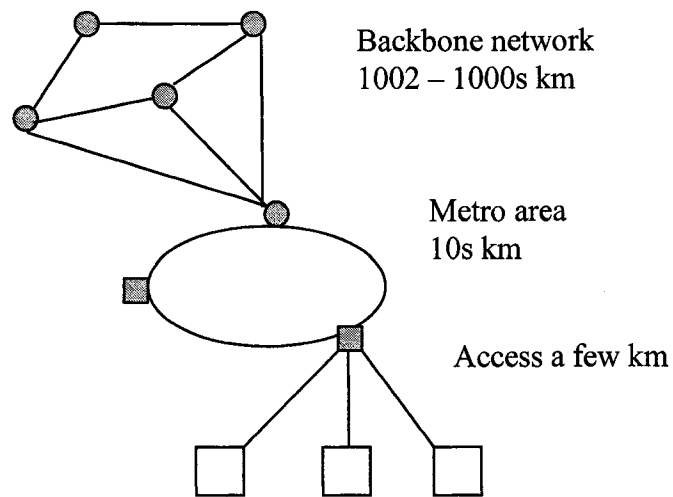 Backbone network
1002 – 1000s km
Metro area
10s km
Access a few km